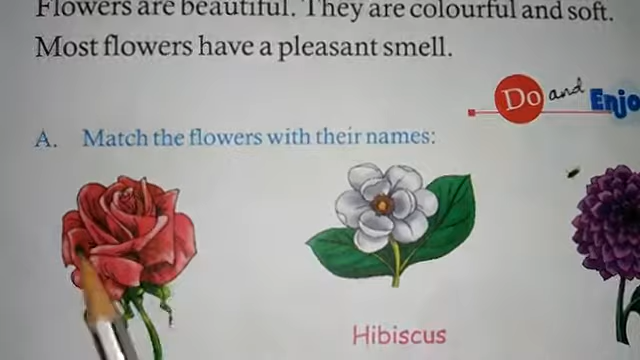 Flowers are beautiful. They are colourful and soft.
Most flowers have a pleasant smell.
Do and Enjo
A. Match the flowers with their names:
Hibiscus